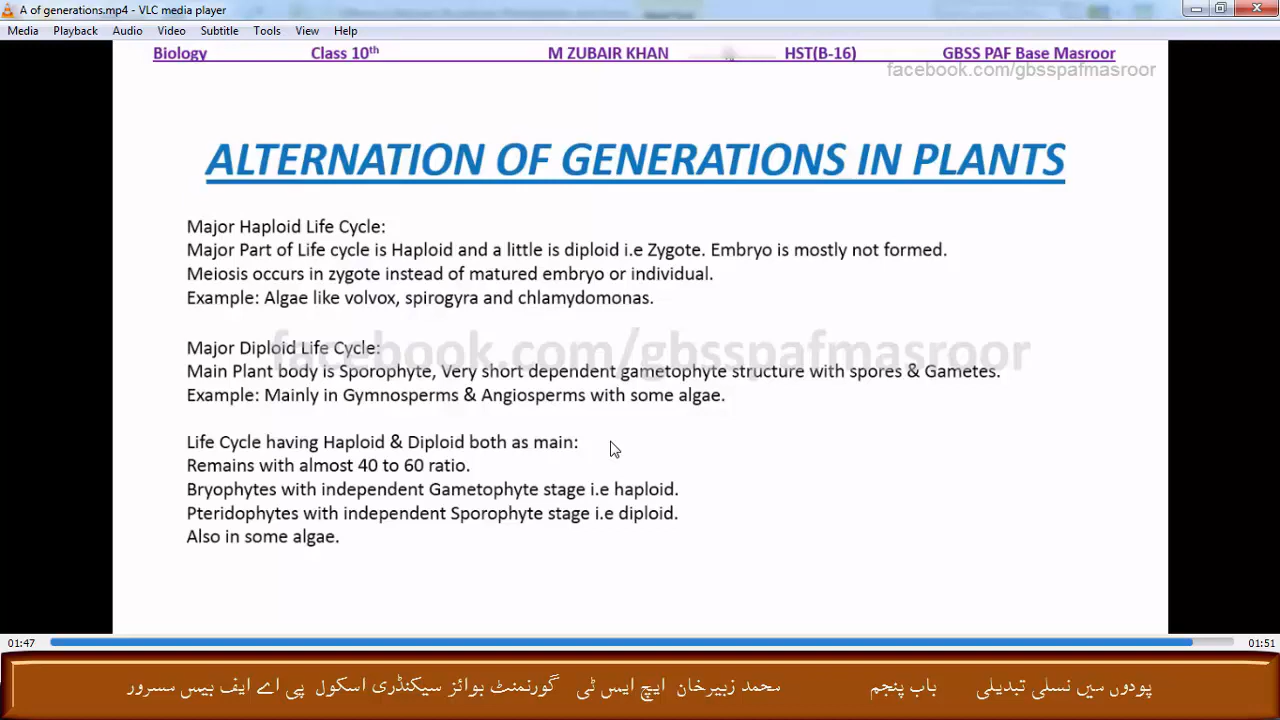 A of generations.mp4 - VLC media player
Media Playback Audio Video Subtitle Tools View Help
Biology Class 10th M ZUBAIR KHAN HST(B-16) GBSS PAF Base Masroor
facebook.com/gbsspafmasroor
ALTERNATION OF GENERATIONS IN PLANTS
Major Haploid Life Cycle:
Major Part of Life cycle is Haploid and a little is diploid i.e Zygote. Embryo is mostly not formed.
Meiosis occurs in zygote instead of matured embryo or individual.
Example: Algae like volvox, spirogyra and chlamydomonas.
Major Diploid Life Cycle:
facebook.com/gbsspafmasroor
Main Plant body is Sporophyte, Very short dependent gametophyte structure with spores & Gametes.
Example: Mainly in Gymnosperms & Angiosperms with some algae.
Life Cycle having Haploid & Diploid both as main:
Remains with almost 40 to 60 ratio.
Bryophytes with independent Gametophyte stage i.e haploid.
Pteridophytes with independent Sporophyte stage i.e diploid.
Also in some algae.
01:47 01:51
پودوں میں نسلی تبدیلی باب پنجم محمد زبیرخان ایچ ایس ٹی گورنمنٹ بوائز سیکنڈری اسکول پی اے ایف بیس مسرور